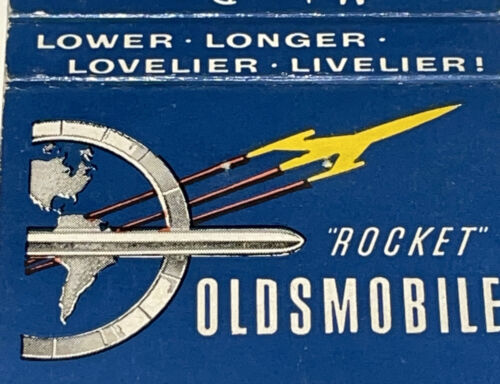 LOWER · LONGER ·
LOVELIER · LIVELIER!
"ROCKET"
OLDSMOBILE